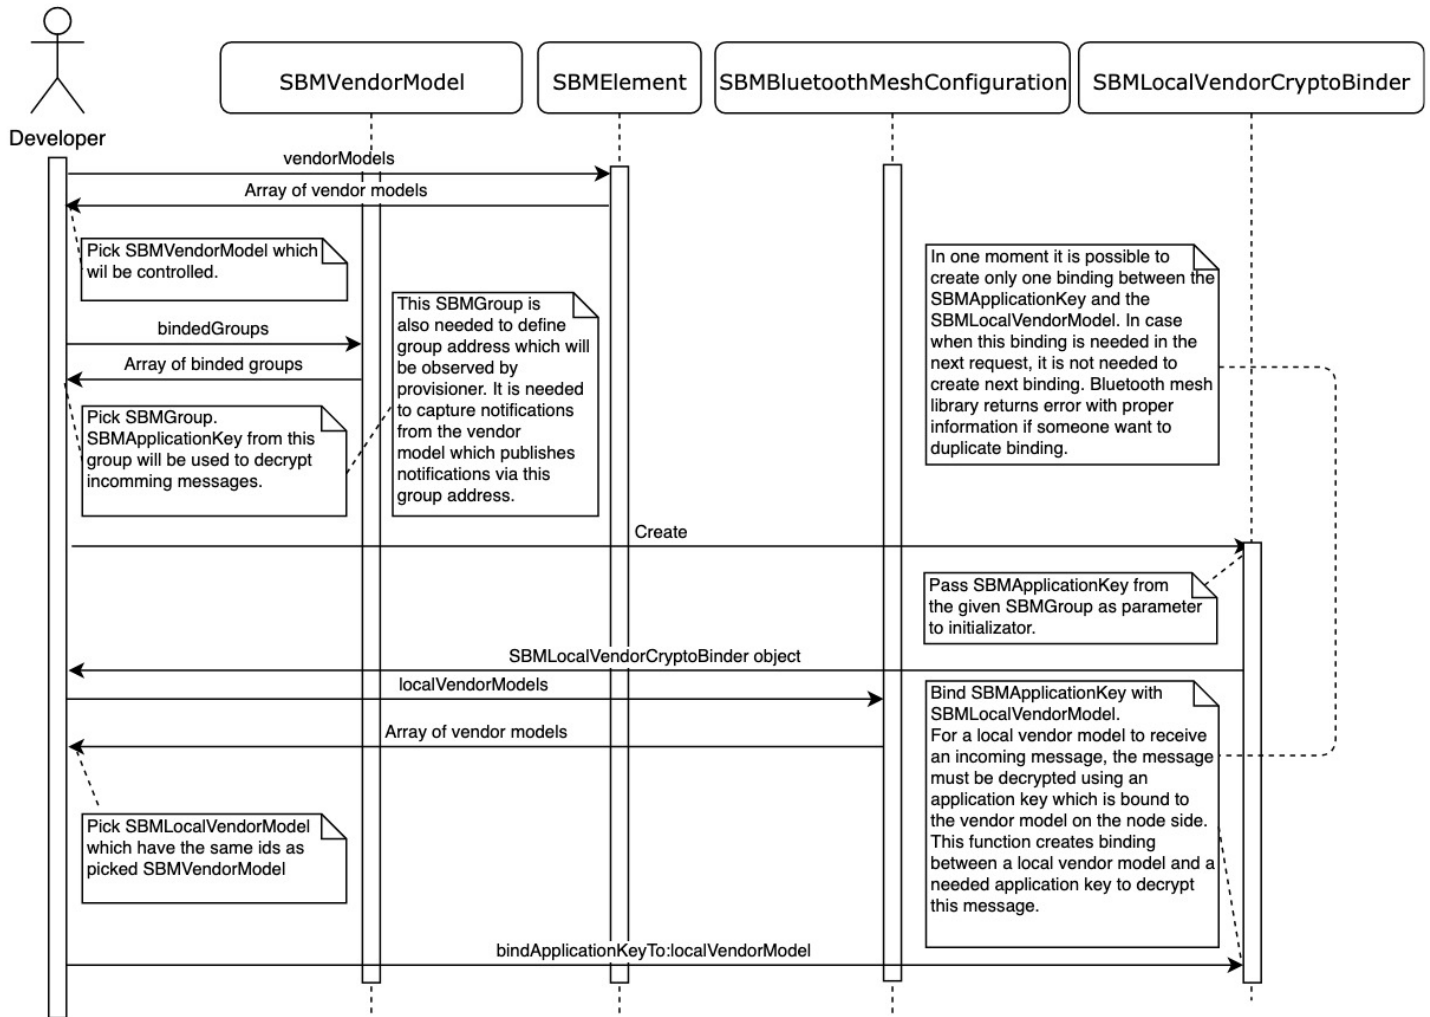 Developer
SBMVendorModel
SBMElement
SBMBluetoothMeshConfiguration
SBMLocalVendorCryptoBinder
vendorModels
Array of vendor models
Pick SBMVendorModel which
wil be controlled.
bindedGroups
Array of binded groups
Pick SBMGroup.
SBMApplicationKey from this
group will be used to decrypt
incomming messages.
This SBMGroup is
also needed to define
group address which will
be observed by
provisioner. It is needed
to capture notifications
from the vendor
model which publishes
notifications via this
group address.
In one moment it is possible to
create only one binding between the
SBMApplicationKey and the
SBMLocalVendorModel. In case
when this binding is needed in the
next request, it is not needed to
create next binding. Bluetooth mesh
library returns error with proper
information if someone want to
duplicate binding.
Create
Pass SBMApplicationKey from
the given SBMGroup as parameter
to initializator.
SBMLocalVendorCryptoBinder object
localVendorModels
Array of vendor models
Pick SBMLocalVendorModel
which have the same ids as
picked SBMVendorModel
Bind SBMApplicationKey with
SBMLocalVendorModel.
For a local vendor model to receive
an incoming message, the message
must be decrypted using an
application key which is bound to
the vendor model on the node side.
This function creates binding
between a local vendor model and a
needed application key to decrypt
this message.
bindApplicationKeyTo:localVendorModel